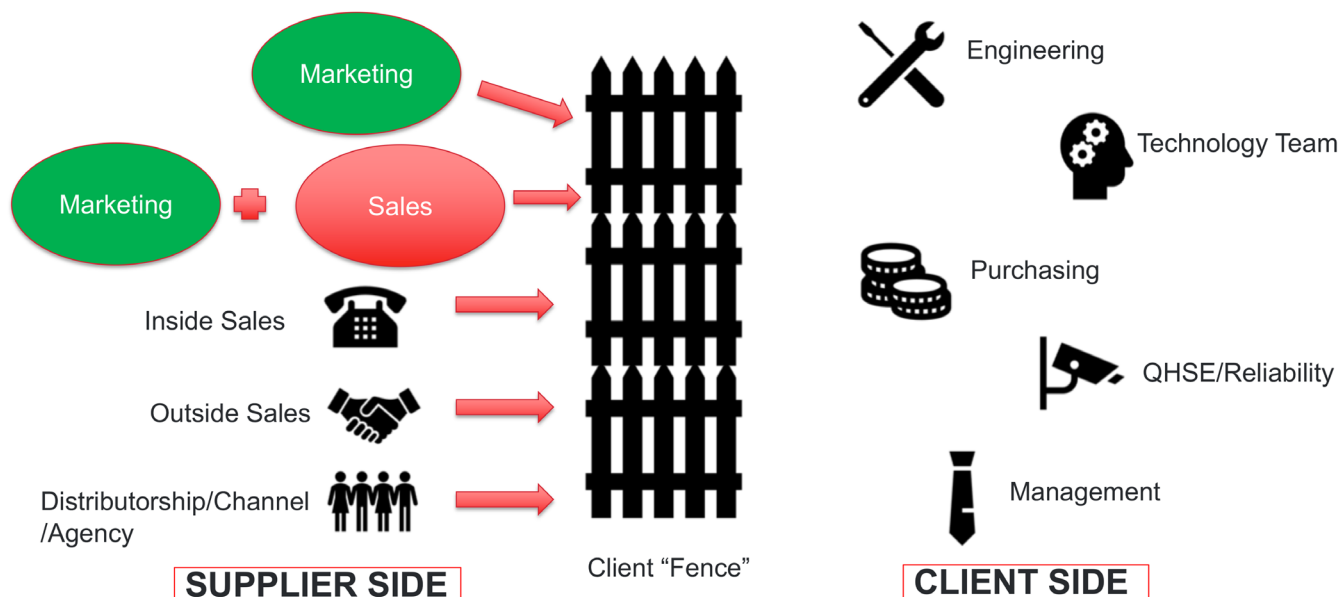 Marketing
Marketing
Sales
Inside Sales
Outside Sales
Distributorship/Channel
/Agency
SUPPLIER SIDE
Client “Fence”
Engineering
Technology Team
Purchasing
QHSE/Reliability
Management
CLIENT SIDE